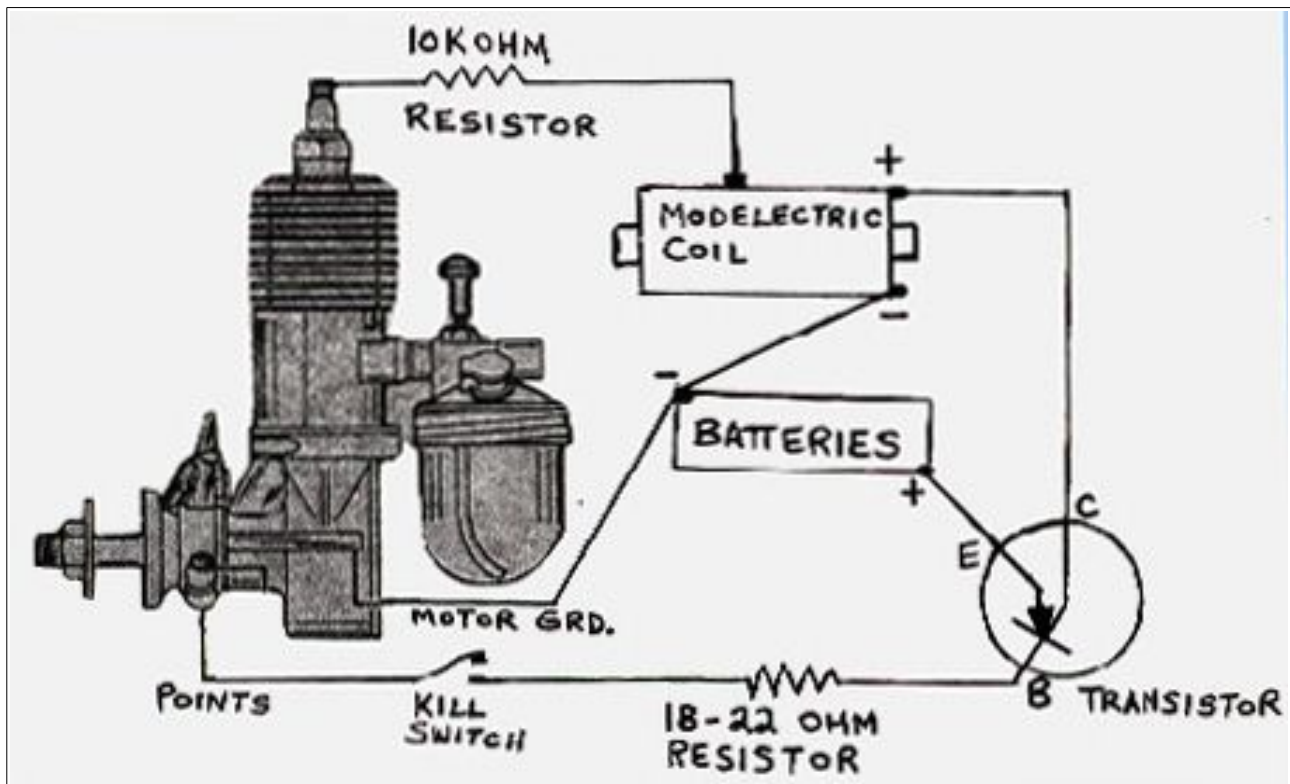 10K OHM
RESISTOR
+
MODELECTRIC
COIL
-
-
BATTERIES
+
C
E
MOTOR GRD.
B
TRANSISTOR
POINTS
KILL
SWITCH
18-22 OHM
RESISTOR